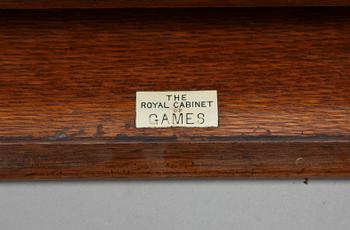 THE
ROYAL CABINET
OF
GAMES